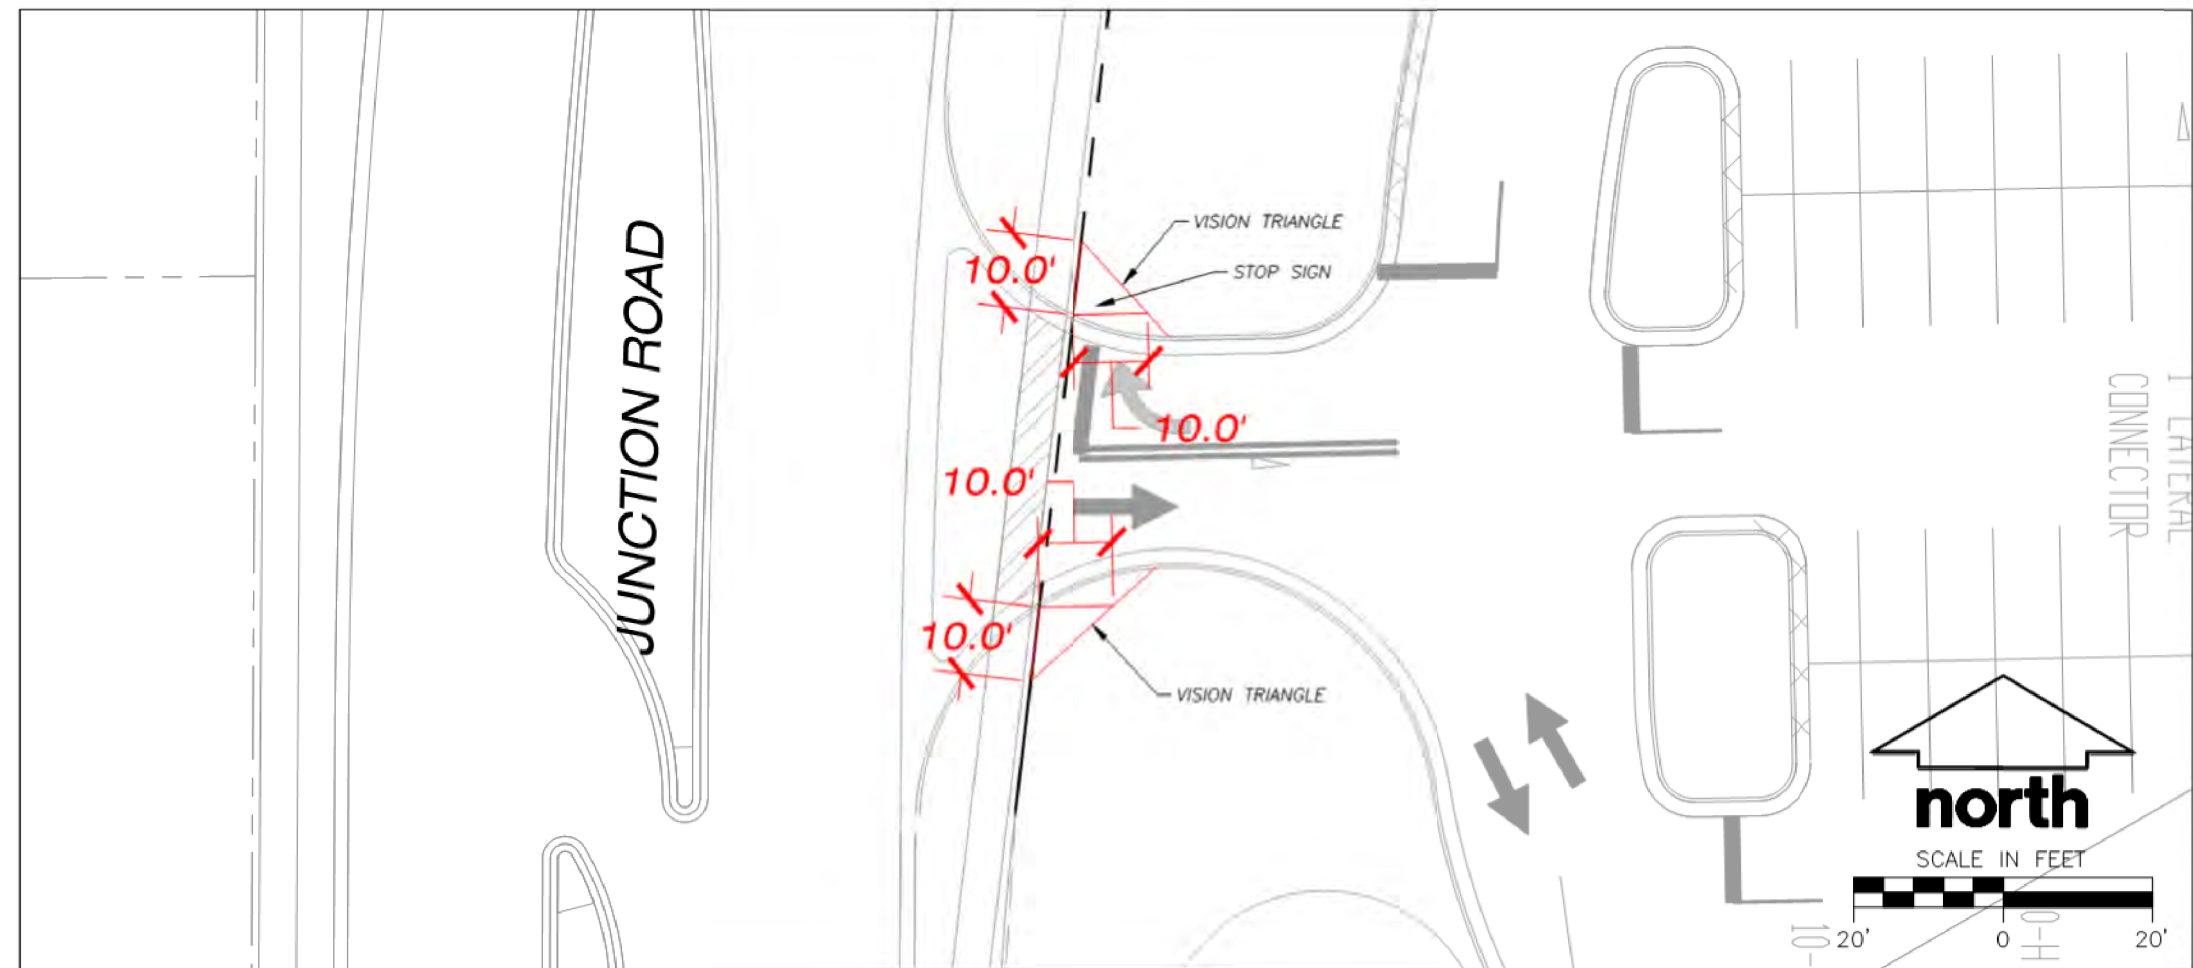 VISION TRIANGLE
10.0'
STOP SIGN
JUNCTION ROAD
10.0'
10.0'
10.0'
VISION TRIANGLE
CONNECTOR
LATERAL
north
SCALE IN FEET
20' 0 20'